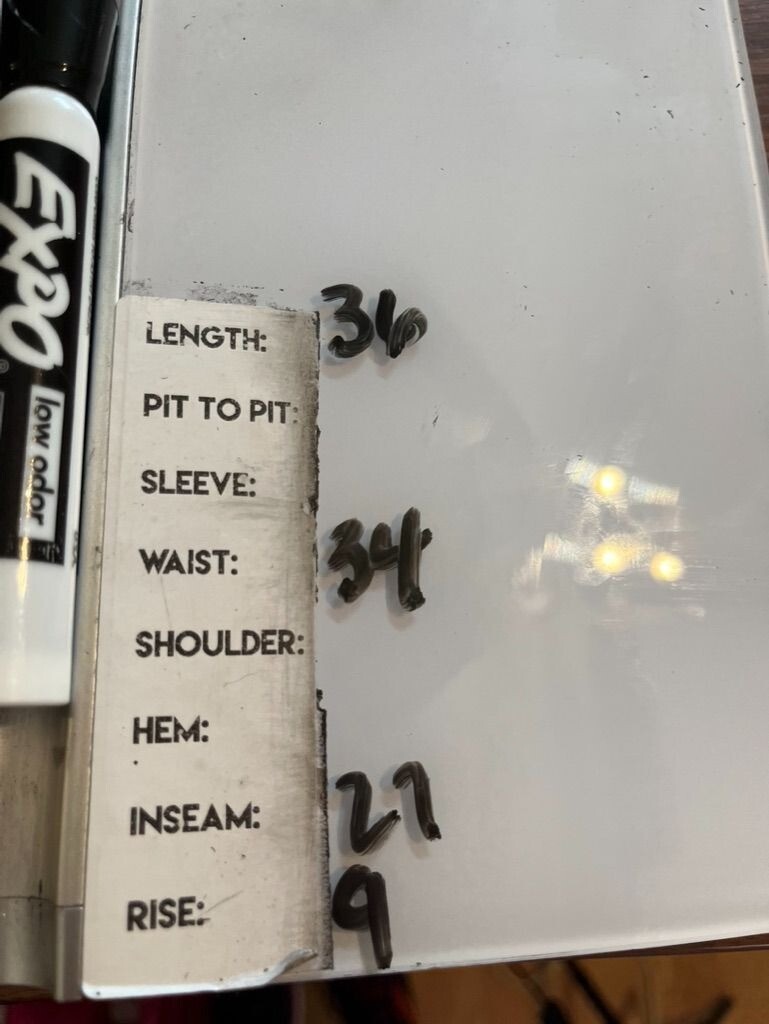 EXPO
low odor
LENGTH: 36
PIT TO PIT:
SLEEVE:
WAIST: 34
SHOULDER:
HEM:
INSEAM: 27
RISE: 9